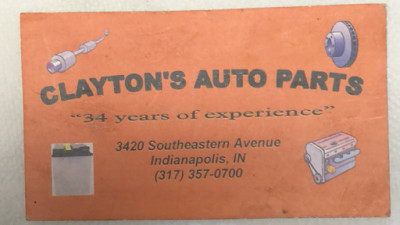 CLAYTON'S AUTO PARTS
"34 years of experience"
3420 Southeastern Avenue
Indianapolis, IN
(317) 357-0700